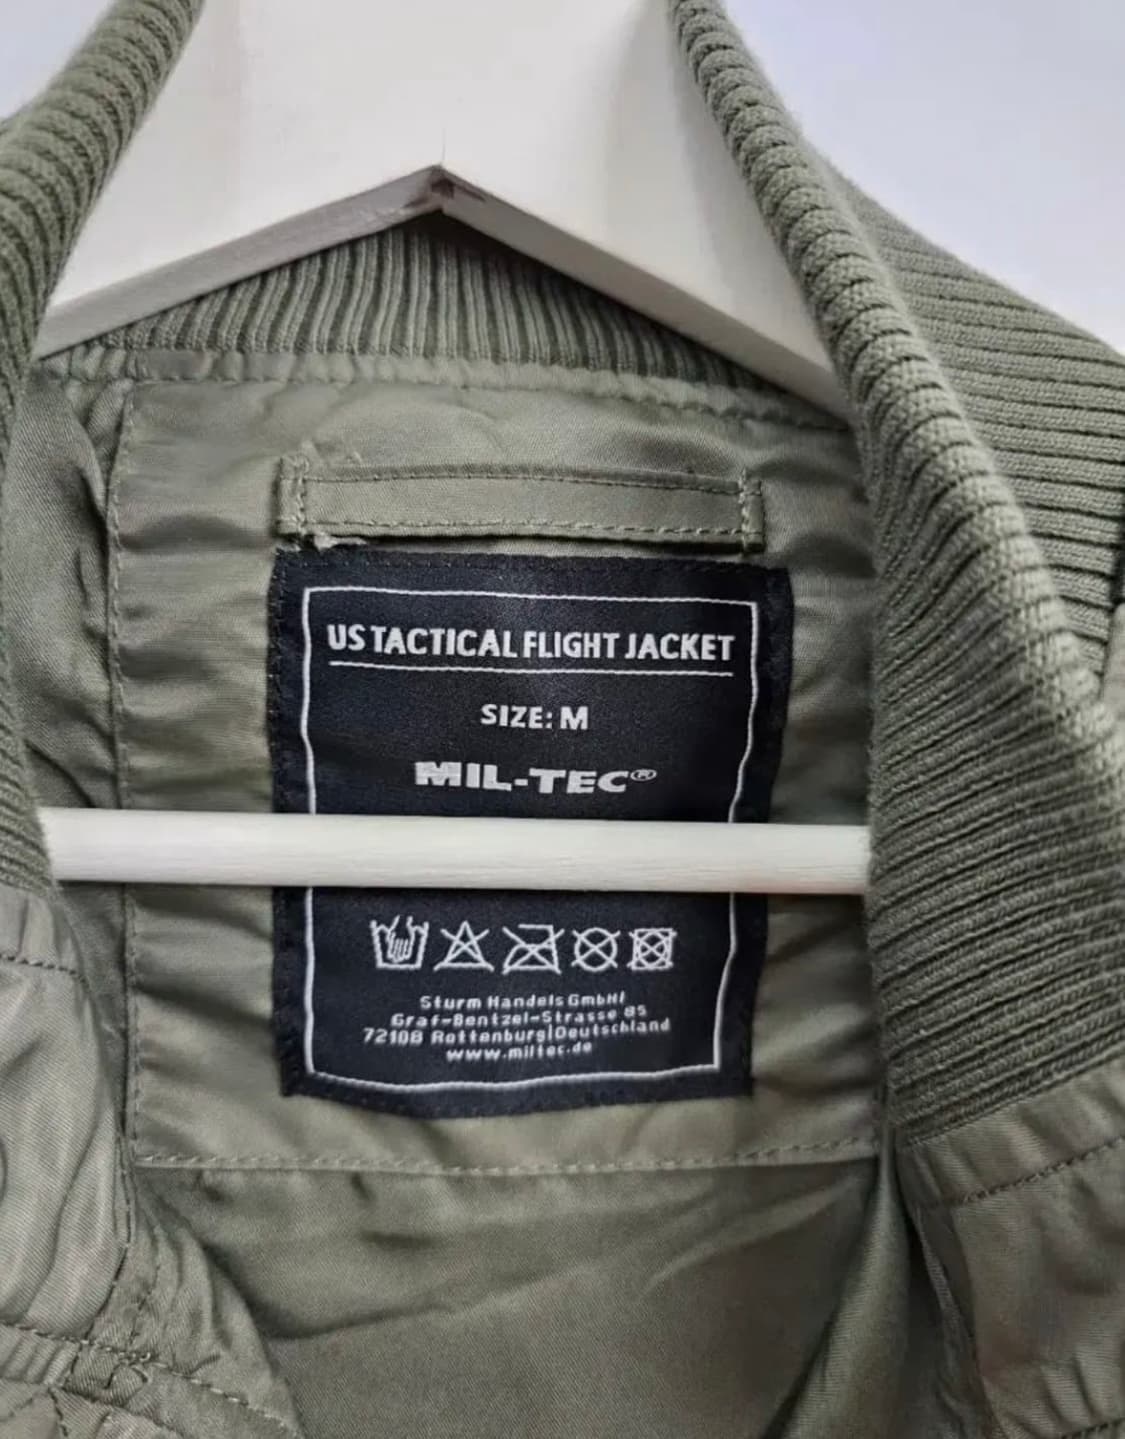 US TACTICAL FLIGHT JACKET
SIZE: M
MIL-TEC®
Sturm Handels GmbH|
Graf-Bentzel-Strasse 85
72108 Rottenburg|Deutschland
www.miltec.de